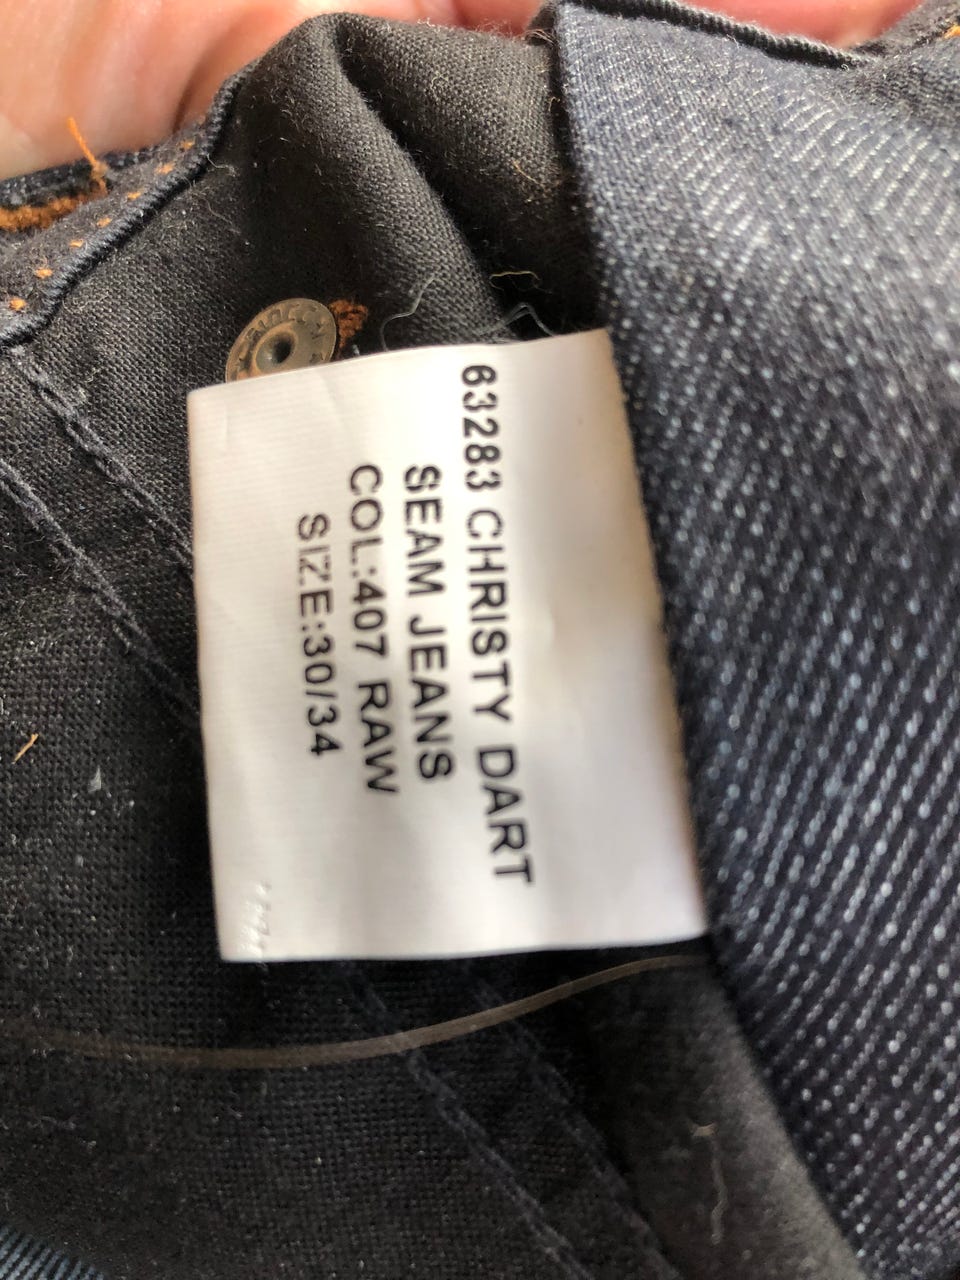 63283 CHRISTY DART
SEAM JEANS
COL:407 RAW
SIZE:30/34